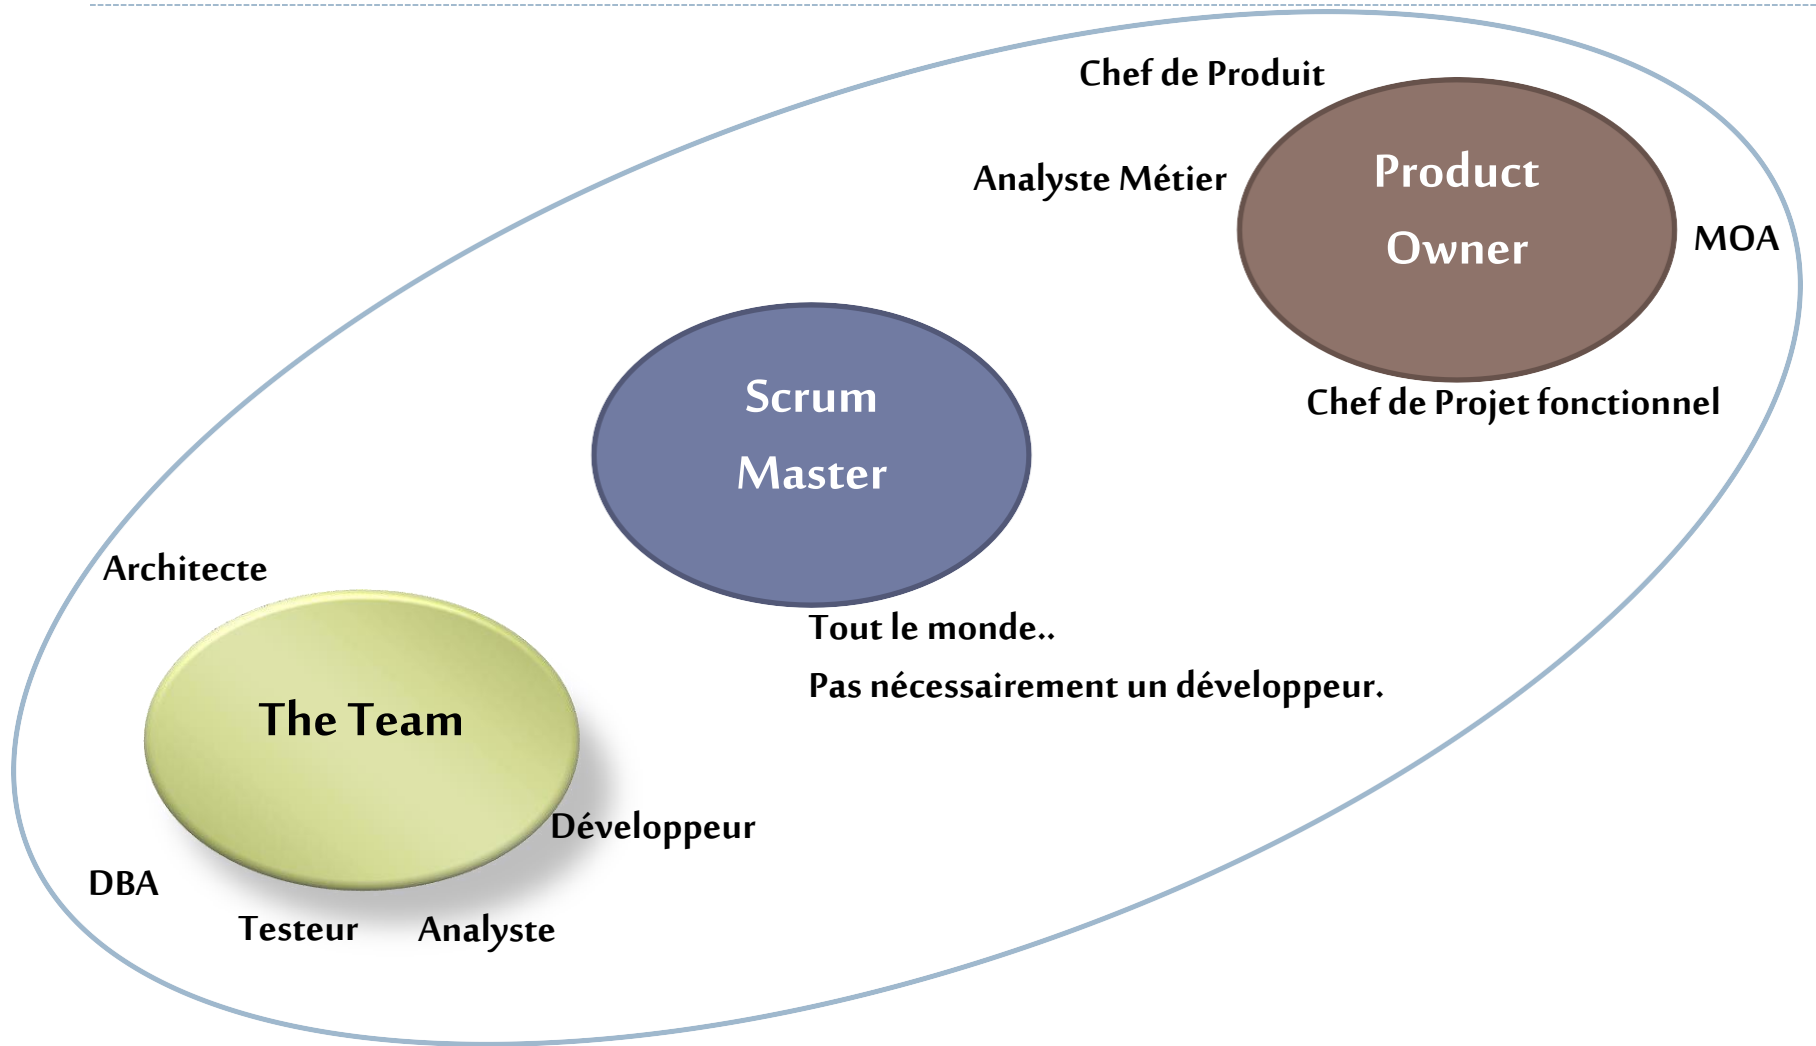 Chef de Produit
Analyste Métier
Product
Owner
MOA
Chef de Projet fonctionnel
Scrum
Master
Tout le monde..
Pas nécessairement un développeur.
Architecte
The Team
Développeur
DBA
Testeur
Analyste